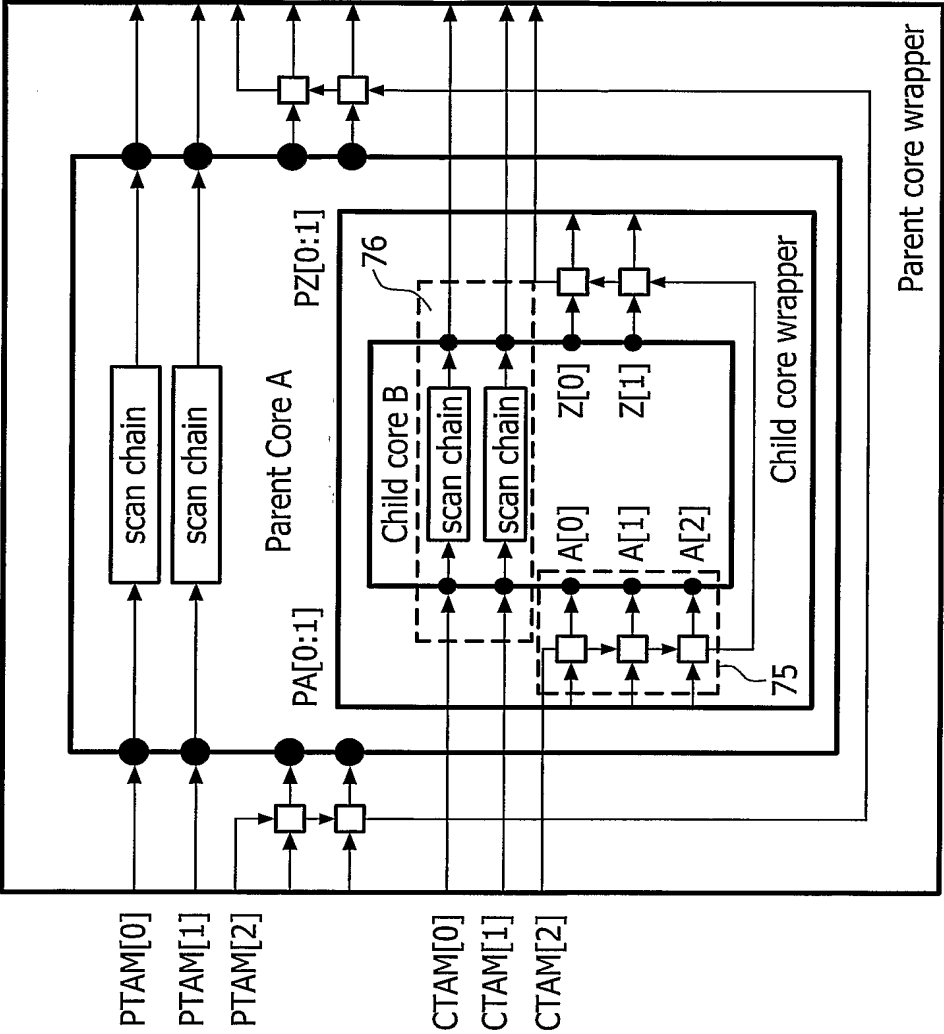 PTAM[0]
PTAM[1]
PTAM[2]
CTAM[0]
CTAM[1]
CTAM[2]
PA[0:1]
scan chain
scan chain
Parent Core A
PZ[0:1]
76
Child core B
scan chain
scan chain
A[0]
A[1]
A[2]
Z[0]
Z[1]
75
Child core wrapper
Parent core wrapper